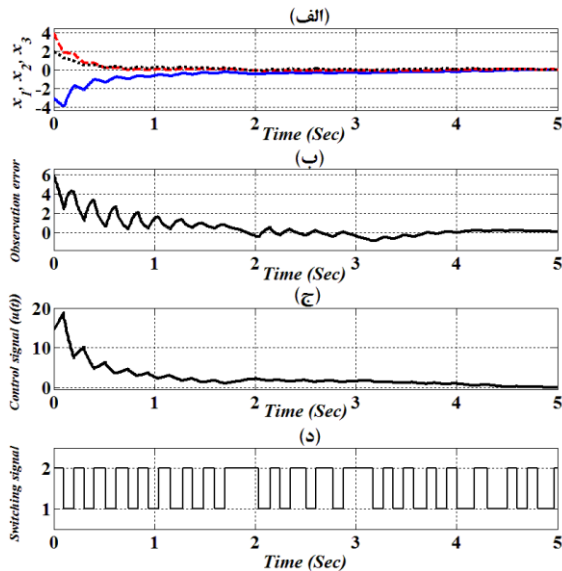 (الف)
x1, x2, x3
4
2
0
-2
-4
0 1 2 3 4 5
Time (Sec)
(ب)
Observation error
6
4
2
0
0 1 2 3 4 5
Time (Sec)
(ج)
Control signal (u(t))
20
10
0
0 1 2 3 4 5
Time (Sec)
(د)
Switching signal
2
1
0 1 2 3 4 5
Time (Sec)